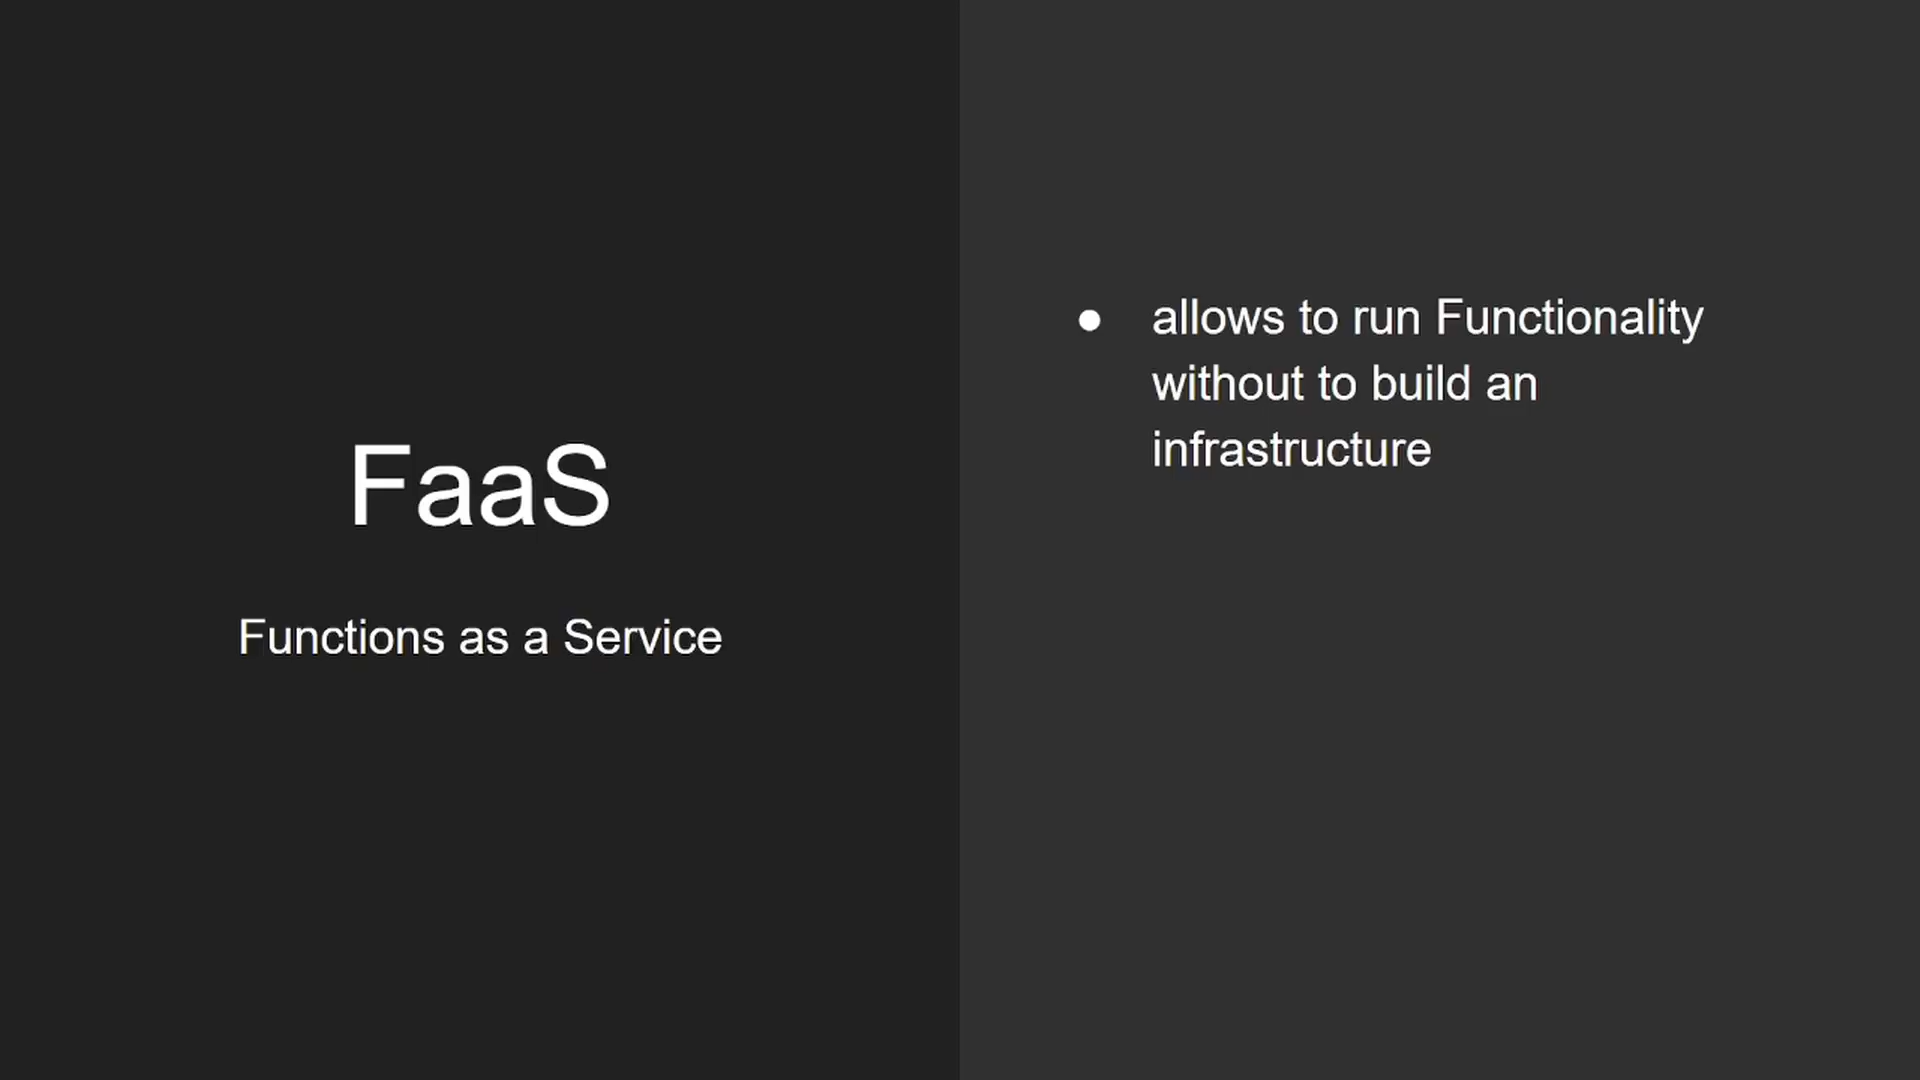 FaaS
Functions as a Service
● allows to run Functionality
without to build an
infrastructure